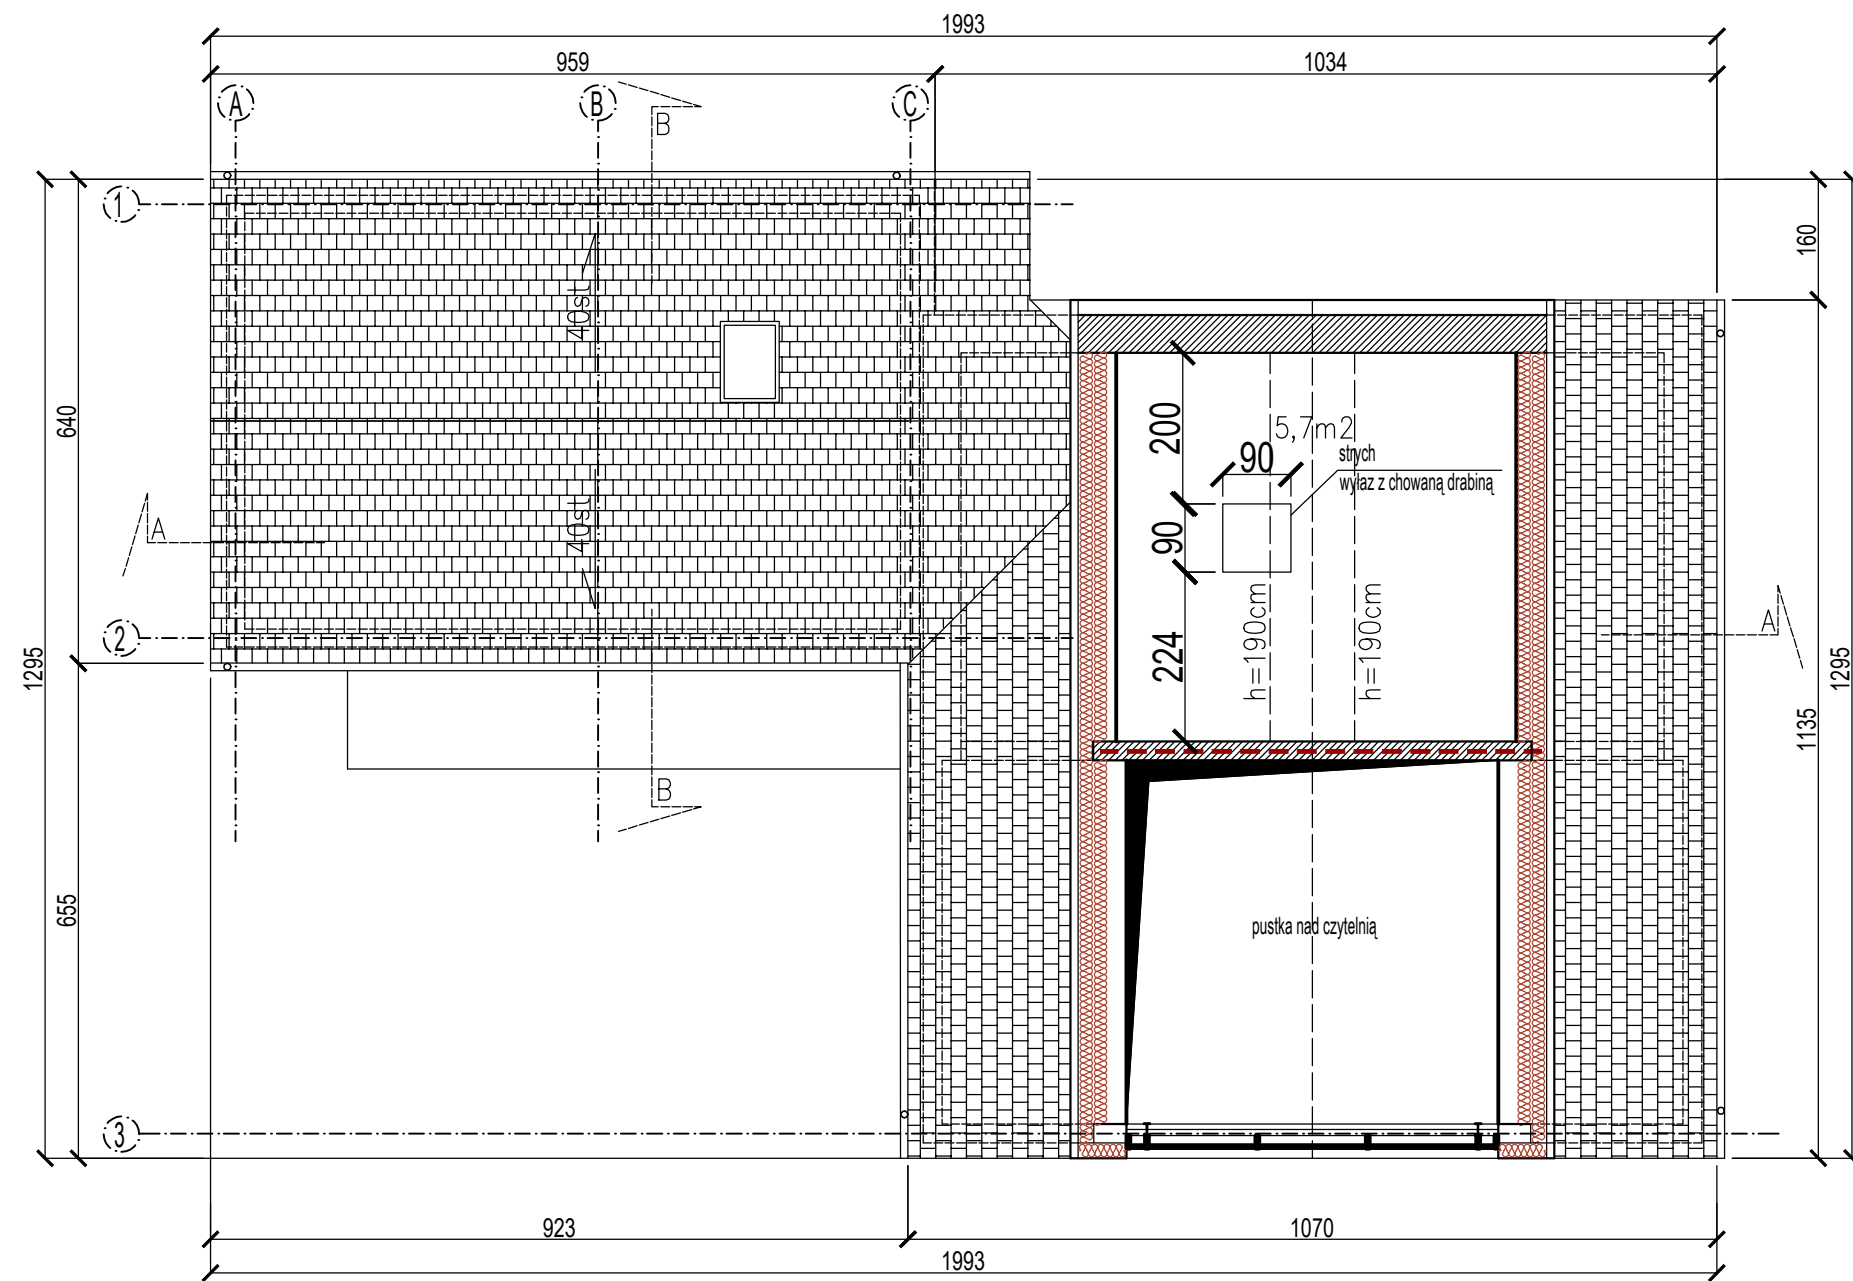 1993
959
1034
A
B
C
B
1
160
40st
640
200
5,7m2
strych
90
wyłaz z chowaną drabiną
40st
A
90
h=190cm
h=190cm
A
2
224
1295
1295
1135
B
655
pustka nad czytelnią
3
923
1070
1993